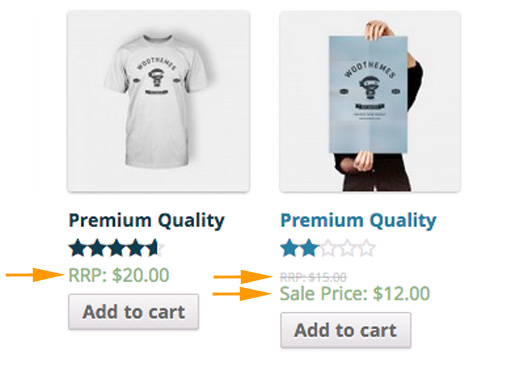 WOOTHEMES
WOOTHEMES
Premium Quality
RRP: $20.00
Add to cart
Premium Quality
RRP: $15.00
Sale Price: $12.00
Add to cart